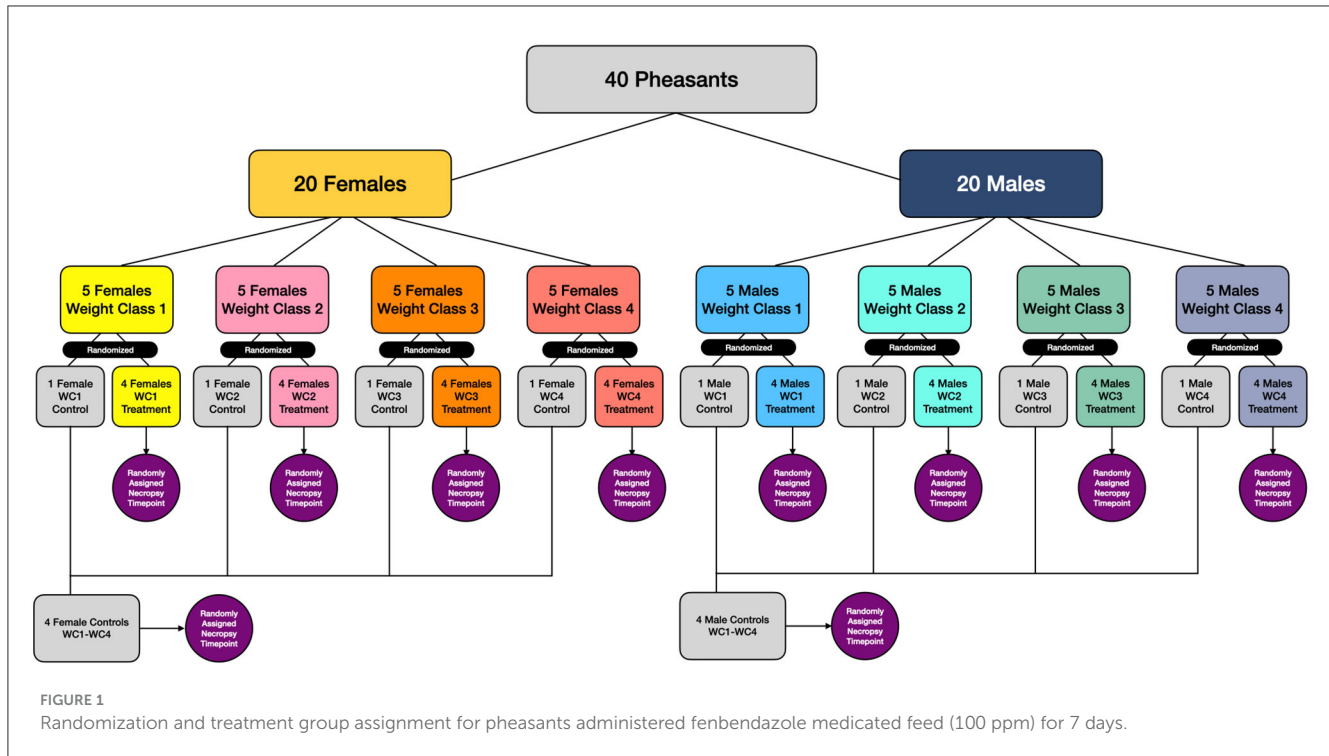 40 Pheasants
20 Females
20 Males
5 Females
Weight Class 1
5 Females
Weight Class 2
5 Females
Weight Class 3
5 Females
Weight Class 4
5 Males
Weight Class 1
5 Males
Weight Class 2
5 Males
Weight Class 3
5 Males
Weight Class 4
Randomized
Randomized
Randomized
Randomized
Randomized
Randomized
Randomized
Randomized
1 Female
WC1
Control
4 Females
WC1
Treatment
1 Female
WC2
Control
4 Females
WC2
Treatment
1 Female
WC3
Control
4 Females
WC3
Treatment
1 Female
WC4
Control
4 Females
WC4
Treatment
1 Male
WC1
Control
4 Males
WC1
Treatment
1 Male
WC2
Control
4 Males
WC2
Treatment
1 Male
WC3
Control
4 Males
WC3
Treatment
1 Male
WC4
Control
4 Males
WC4
Treatment
Randomly
Assigned
Necropsy
Timepoint
Randomly
Assigned
Necropsy
Timepoint
Randomly
Assigned
Necropsy
Timepoint
Randomly
Assigned
Necropsy
Timepoint
Randomly
Assigned
Necropsy
Timepoint
Randomly
Assigned
Necropsy
Timepoint
Randomly
Assigned
Necropsy
Timepoint
Randomly
Assigned
Necropsy
Timepoint
4 Female Controls
WC1-WC4
Randomly
Assigned
Necropsy
Timepoint
4 Male Controls
WC1-WC4
Randomly
Assigned
Necropsy
Timepoint
FIGURE 1
Randomization and treatment group assignment for pheasants administered fenbendazole medicated feed (100 ppm) for 7 days.